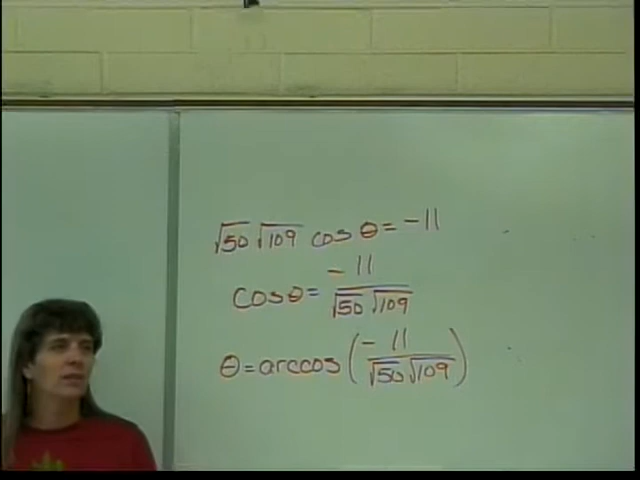 √50 √109 cos θ = -11
cos θ = -11 / √50 √109
θ = arccos ( -11 / √50 √109 )